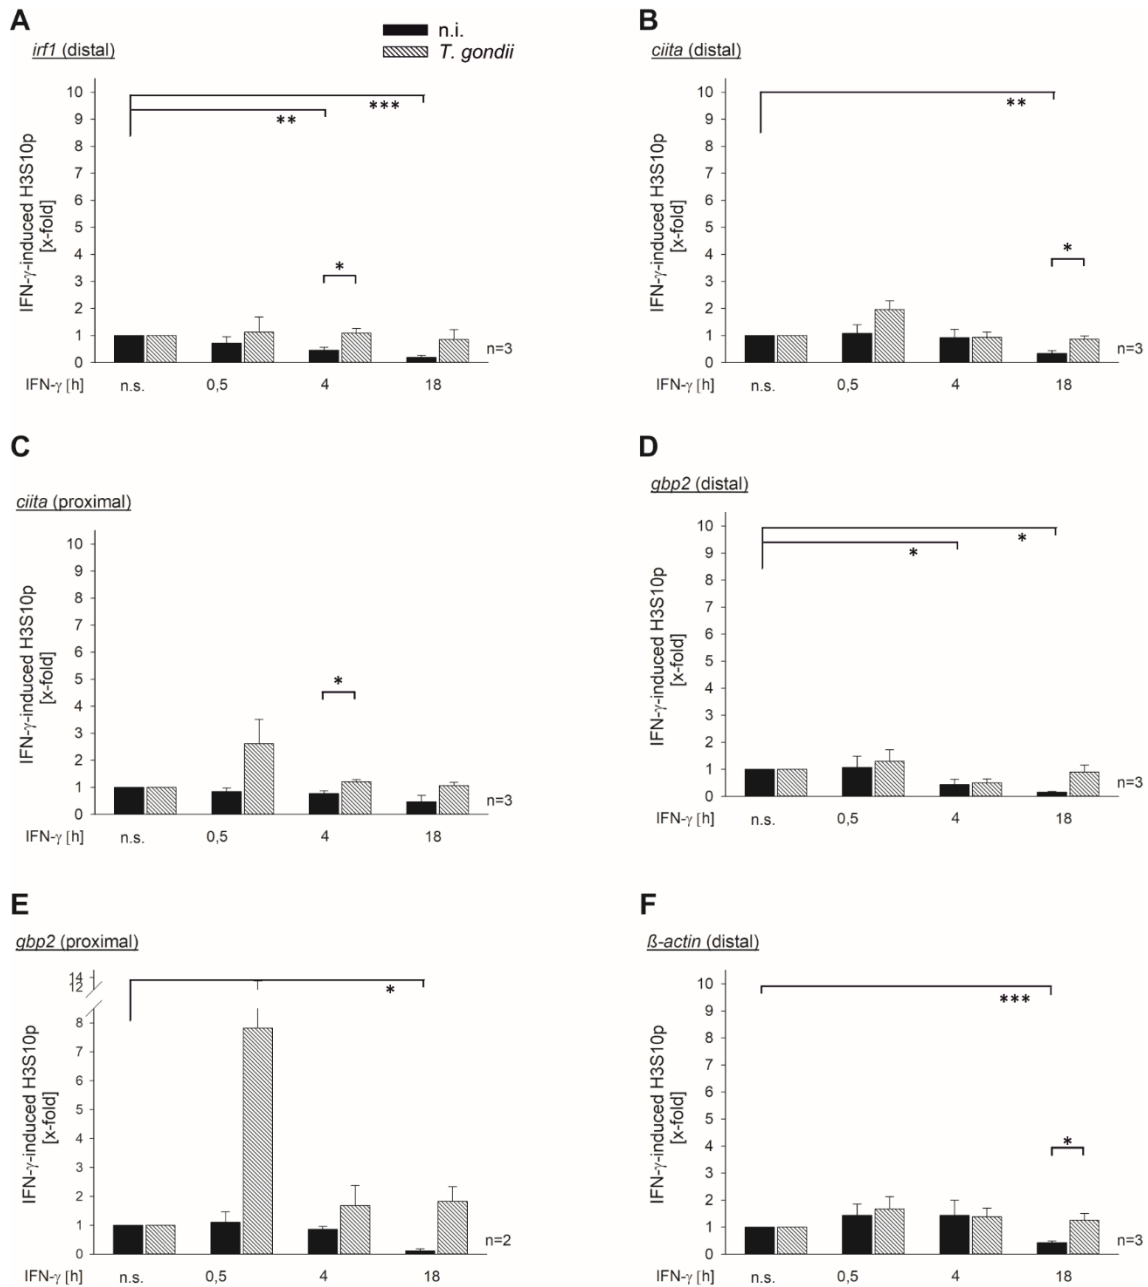 A
irf1 (distal)
n.i.
T. gondii
IFN-γ-induced H3S10p
[x-fold]
10
9
8
7
6
5
4
3
2
1
0
***
**
*
n=3
IFN-γ [h] n.s. 0,5 4 18
B
ciita (distal)
IFN-γ-induced H3S10p
[x-fold]
10
9
8
7
6
5
4
3
2
1
0
**
*
n=3
IFN-γ [h] n.s. 0,5 4 18
C
ciita (proximal)
IFN-γ-induced H3S10p
[x-fold]
10
9
8
7
6
5
4
3
2
1
0
*
n=3
IFN-γ [h] n.s. 0,5 4 18
D
gbp2 (distal)
IFN-γ-induced H3S10p
[x-fold]
10
9
8
7
6
5
4
3
2
1
0
*
*
n=3
IFN-γ [h] n.s. 0,5 4 18
E
gbp2 (proximal)
IFN-γ-induced H3S10p
[x-fold]
14
12
8
7
6
5
4
3
2
1
0
*
n=2
IFN-γ [h] n.s. 0,5 4 18
F
ß-actin (distal)
IFN-γ-induced H3S10p
[x-fold]
10
9
8
7
6
5
4
3
2
1
0
***
*
n=3
IFN-γ [h] n.s. 0,5 4 18